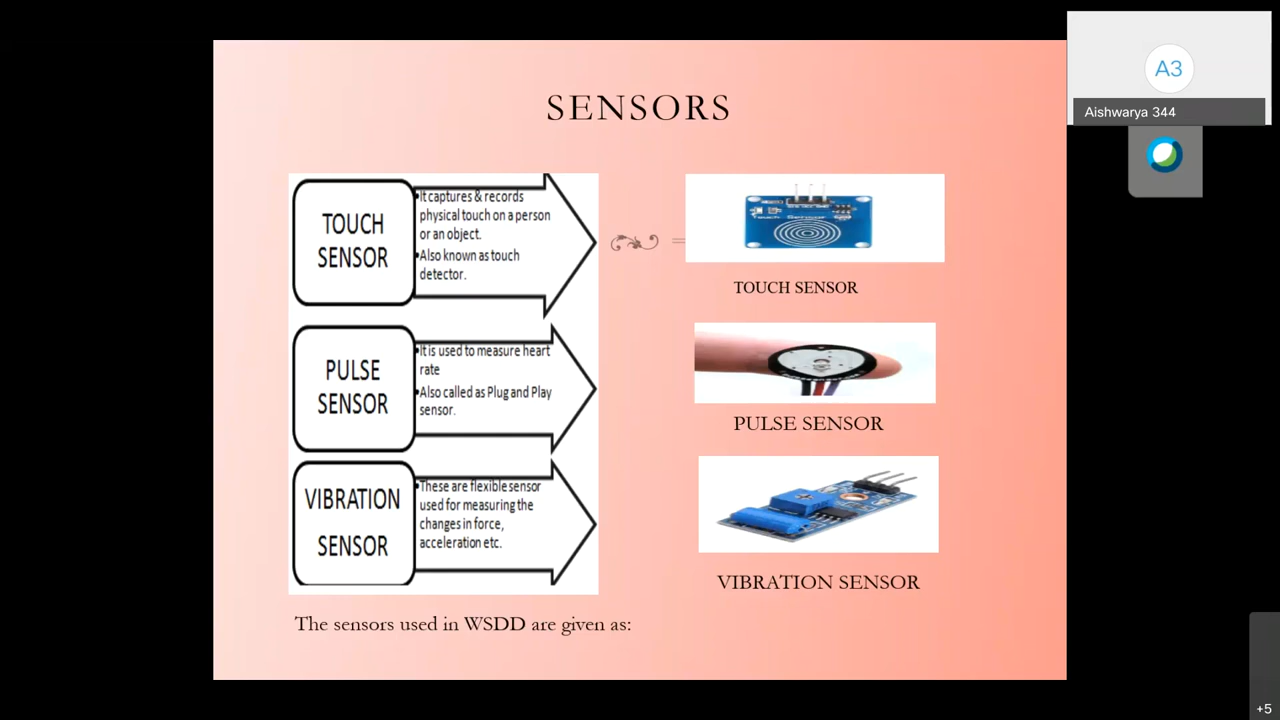 SENSORS
TOUCH
SENSOR
•It captures & records
physical touch on a person
or an object.
•Also known as touch
detector.
PULSE
SENSOR
•It is used to measure heart
rate
•Also called as Plug and Play
sensor.
VIBRATION
SENSOR
•These are flexible sensor
used for measuring the
changes in force,
acceleration etc.
The sensors used in WSDD are given as:
Touch Sensor
TOUCH SENSOR
PULSE SENSOR
VIBRATION SENSOR
A3
Aishwarya 344
+5